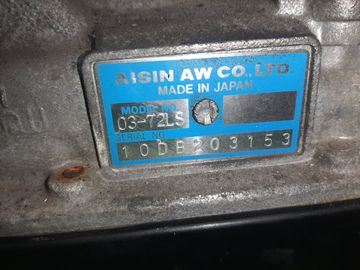 AISIN AW CO., LTD.
MADE IN JAPAN
MODEL NO.
03-72LS
SERIAL NO.
10DB203153